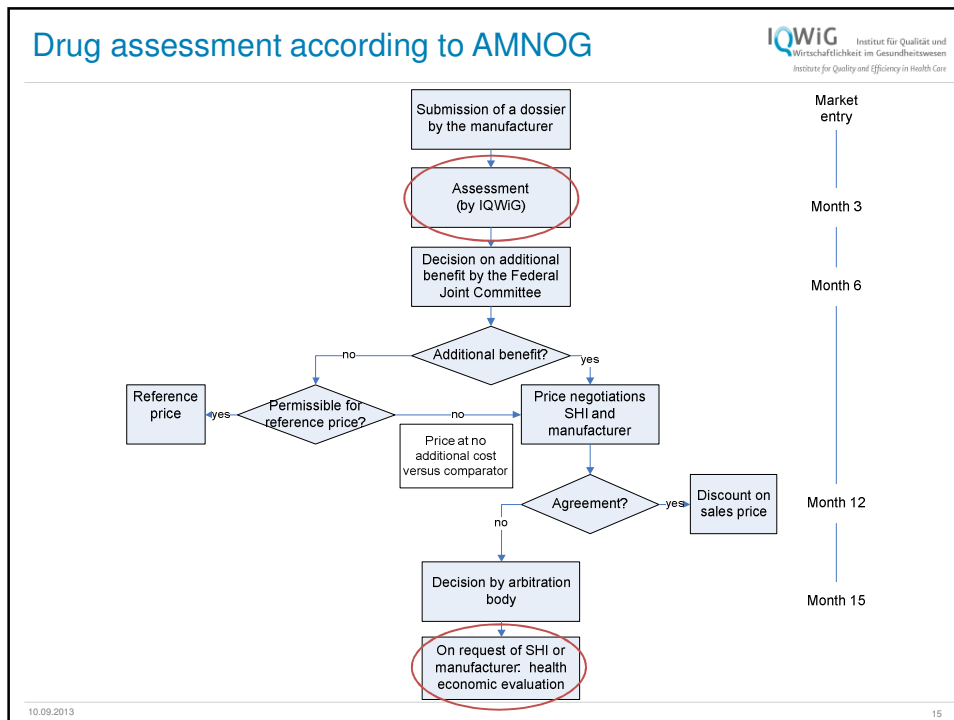 Drug assessment according to AMNOG
IQWiG
Institut für Qualität und
Wirtschaftlichkeit im Gesundheitswesen
Institute for Quality and Efficiency in Health Care
Submission of a dossier
by the manufacturer
Market
entry
Assessment
(by IQWiG)
Month 3
Decision on additional
benefit by the Federal
Joint Committee
Month 6
Additional benefit?
no
yes
Reference
price
yes
Permissible for
reference price?
no
Price negotiations
SHI and
manufacturer
Price at no
additional cost
versus comparator
Agreement?
yes
Discount on
sales price
Month 12
no
Decision by arbitration
body
Month 15
On request of SHI or
manufacturer: health
economic evaluation
10.09.2013
15